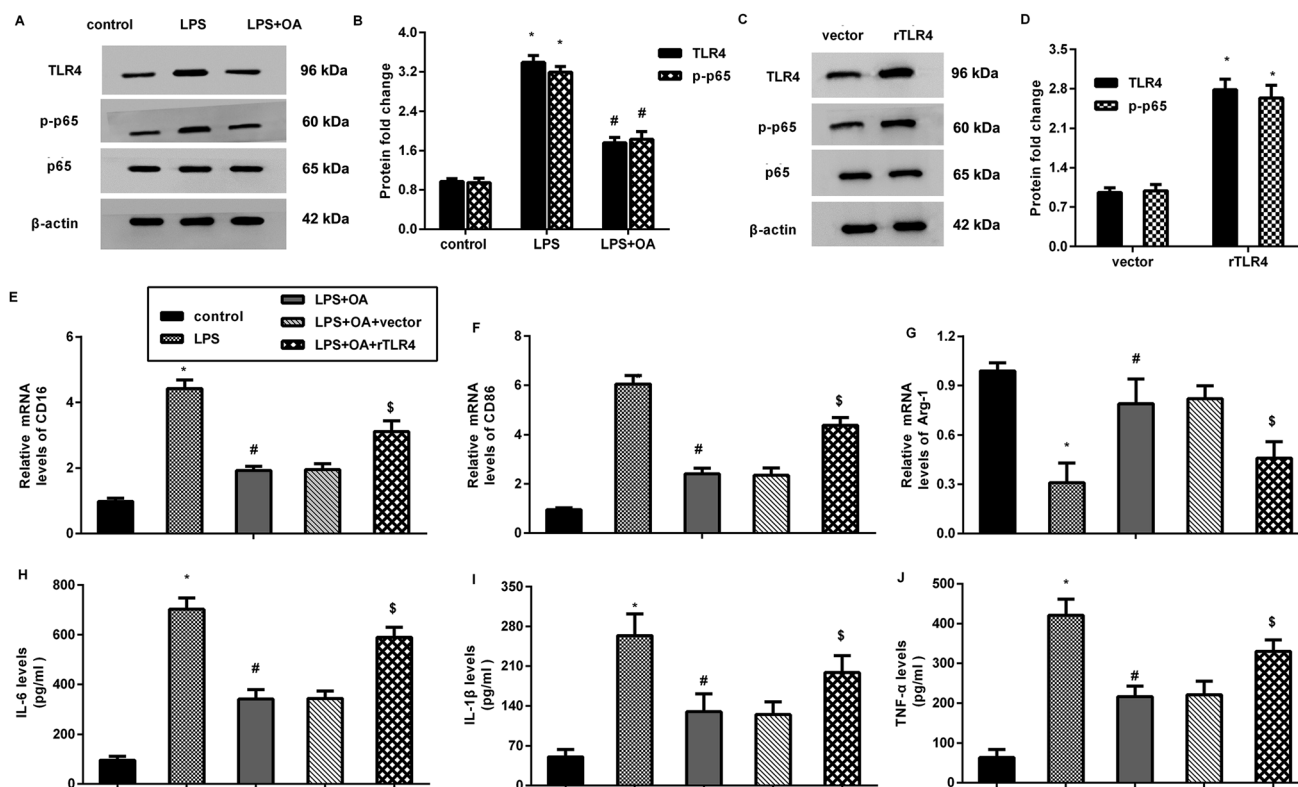 A
control LPS LPS+OA
TLR4 96 kDa
p-p65 60 kDa
p65 65 kDa
β-actin 42 kDa
B
Protein fold change
4.0
3.2
2.4
1.6
0.8
0.0
* *
# #
TLR4
p-p65
control LPS LPS+OA
C
vector rTLR4
TLR4 96 kDa
p-p65 60 kDa
p65 65 kDa
β-actin 42 kDa
D
Protein fold change
3.5
2.8
2.1
1.4
0.7
0.0
* *
TLR4
p-p65
vector rTLR4
control
LPS
LPS+OA
LPS+OA+vector
LPS+OA+rTLR4
E
Relative mRNA
levels of CD16
6
4
2
0
* # $
F
Relative mRNA
levels of CD86
8
6
4
2
0
# $
G
Relative mRNA
levels of Arg-1
1.2
0.9
0.6
0.3
0.0
* # $
H
IL-6 levels
(pg/ml)
800
600
400
200
0
* # $
I
IL-1β levels
(pg/ml)
350
280
210
140
70
0
* # $
J
TNF-α levels
(pg/ml)
500
400
300
200
100
0
* # $